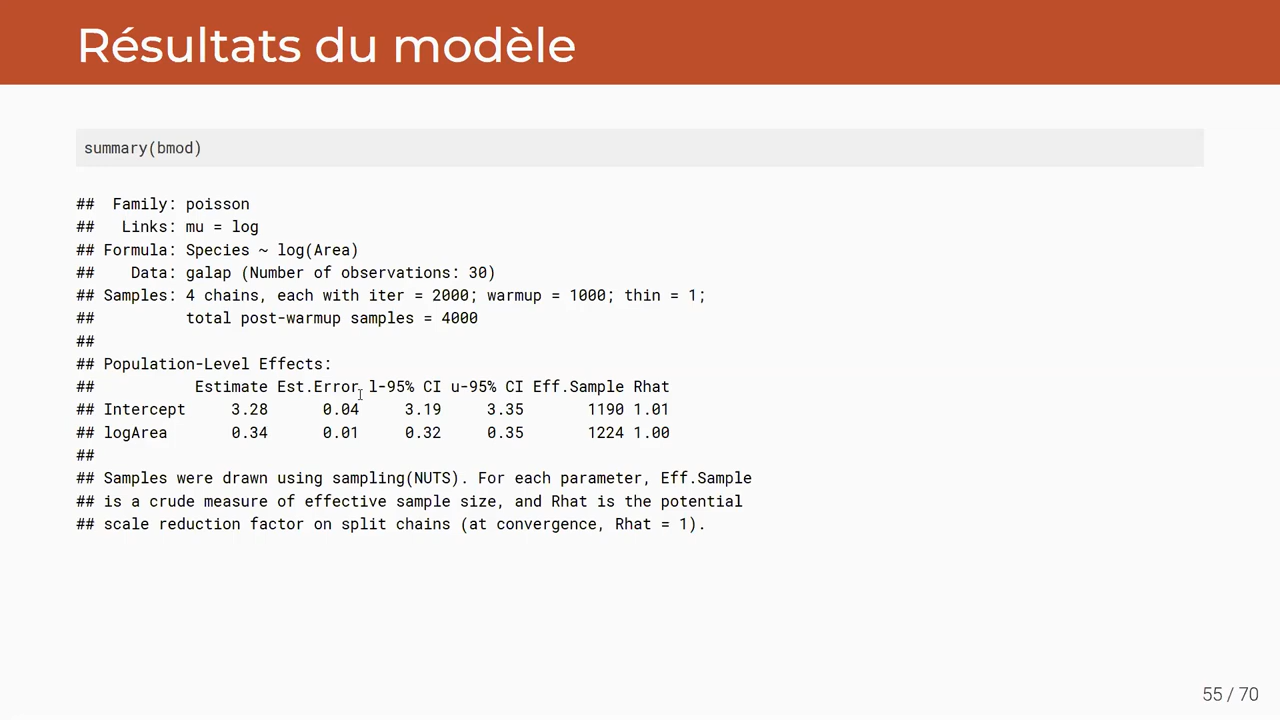 Résultats du modèle
summary(bmod)
##  Family: poisson
##   Links: mu = log
## Formula: Species ~ log(Area)
##    Data: galap (Number of observations: 30)
## Samples: 4 chains, each with iter = 2000; warmup = 1000; thin = 1;
##          total post-warmup samples = 4000
##
## Population-Level Effects:
##           Estimate Est.Error l-95% CI u-95% CI Eff.Sample Rhat
## Intercept     3.28      0.04     3.19     3.35       1190 1.01
## logArea       0.34      0.01     0.32     0.35       1224 1.00
##
## Samples were drawn using sampling(NUTS). For each parameter, Eff.Sample
## is a crude measure of effective sample size, and Rhat is the potential
## scale reduction factor on split chains (at convergence, Rhat = 1).
55 / 70